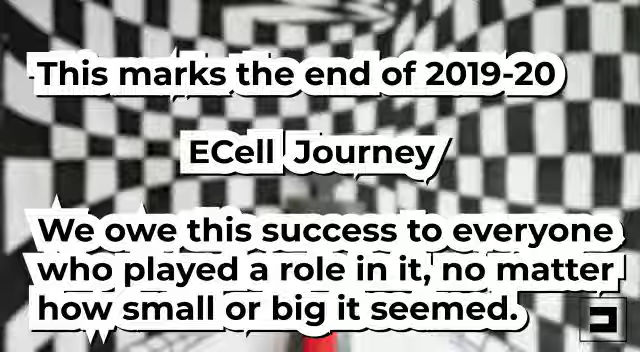 This marks the end of 2019-20
ECell Journey
We owe this success to everyone
who played a role in it, no matter
how small or big it seemed.